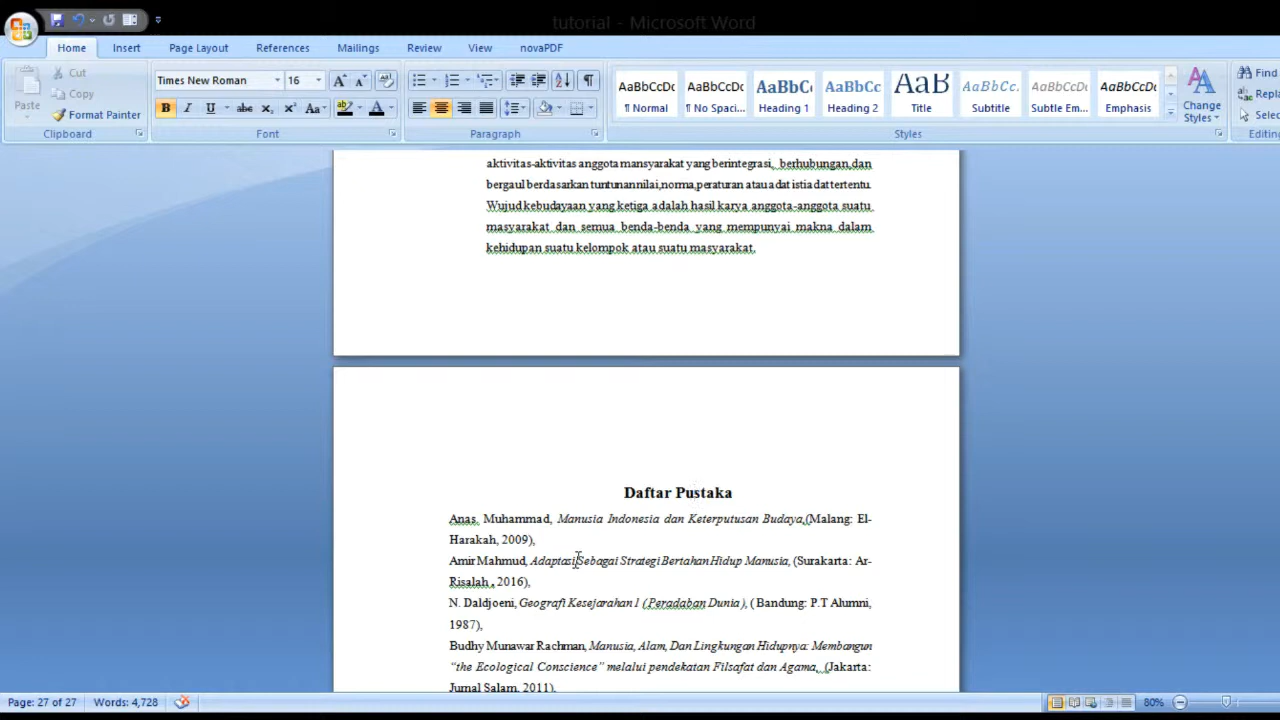 tutorial - Microsoft Word
Home Insert Page Layout References Mailings Review View novaPDF
Paste
Cut
Copy
Format Painter
Clipboard
Times New Roman 16
B I U abc x₂ x² Aa A
Font
Paragraph
AaBbCcDc AaBbCcDc AaBbC AaBbCc AaB AaBbCc. AaBbCcDc AaBbCcDc
¶ Normal ¶ No Spaci... Heading 1 Heading 2 Title Subtitle Subtle Em... Emphasis
Change Styles
Styles
Find
Repla
Selec
Editing
aktivitas-aktivitas anggota mansyarakat yang berintegrasi, berhubungan,dan
bergaul berdasarkan tuntunan nilai,norma,peraturan atau adat istiadat tertentu.
Wujud kebudayaan yang ketiga adalah hasil karya anggota-anggota suatu
masyarakat dan semua benda-benda yang mempunyai makna dalam
kehidupan suatu kelompok atau suatu masyarakat.
Daftar Pustaka
Anas, Muhammad, Manusia Indonesia dan Keterputusan Budaya,(Malang: El-
Harakah, 2009),
Amir Mahmud, Adaptasi Sebagai Strategi Bertahan Hidup Manusia, (Surakarta: Ar-
Risalah , 2016),
N. Daldjoeni, Geografi Kesejarahan I (Peradaban Dunia), ( Bandung: P.T Alumni,
1987),
Budhy Munawar Rachman, Manusia, Alam, Dan Lingkungan Hidupnya: Membangun
“the Ecological Conscience” melalui pendekatan Filsafat dan Agama, (Jakarta:
Jurnal Salam, 2011),
Page: 27 of 27 Words: 4,728 80%